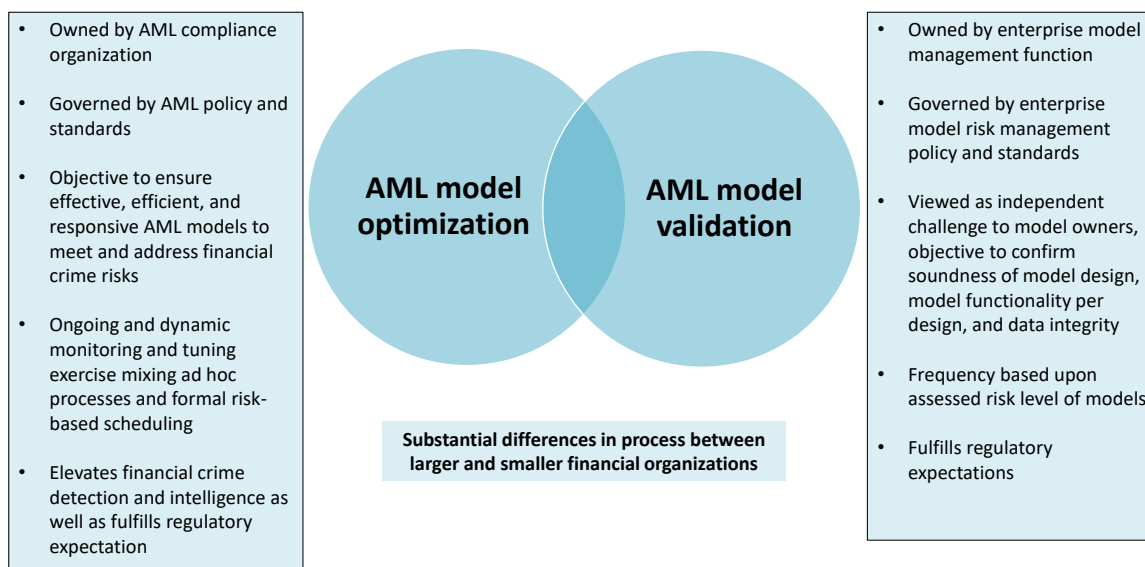 • Owned by AML compliance
organization
• Governed by AML policy and
standards
• Objective to ensure
effective, efficient, and
responsive AML models to
meet and address financial
crime risks
• Ongoing and dynamic
monitoring and tuning
exercise mixing ad hoc
processes and formal risk-
based scheduling
• Elevates financial crime
detection and intelligence as
well as fulfills regulatory
expectation
AML model
optimization
AML model
validation
Substantial differences in process between
larger and smaller financial organizations
• Owned by enterprise model
management function
• Governed by enterprise
model risk management
policy and standards
• Viewed as independent
challenge to model owners,
objective to confirm
soundness of model design,
model functionality per
design, and data integrity
• Frequency based upon
assessed risk level of models
• Fulfills regulatory
expectations